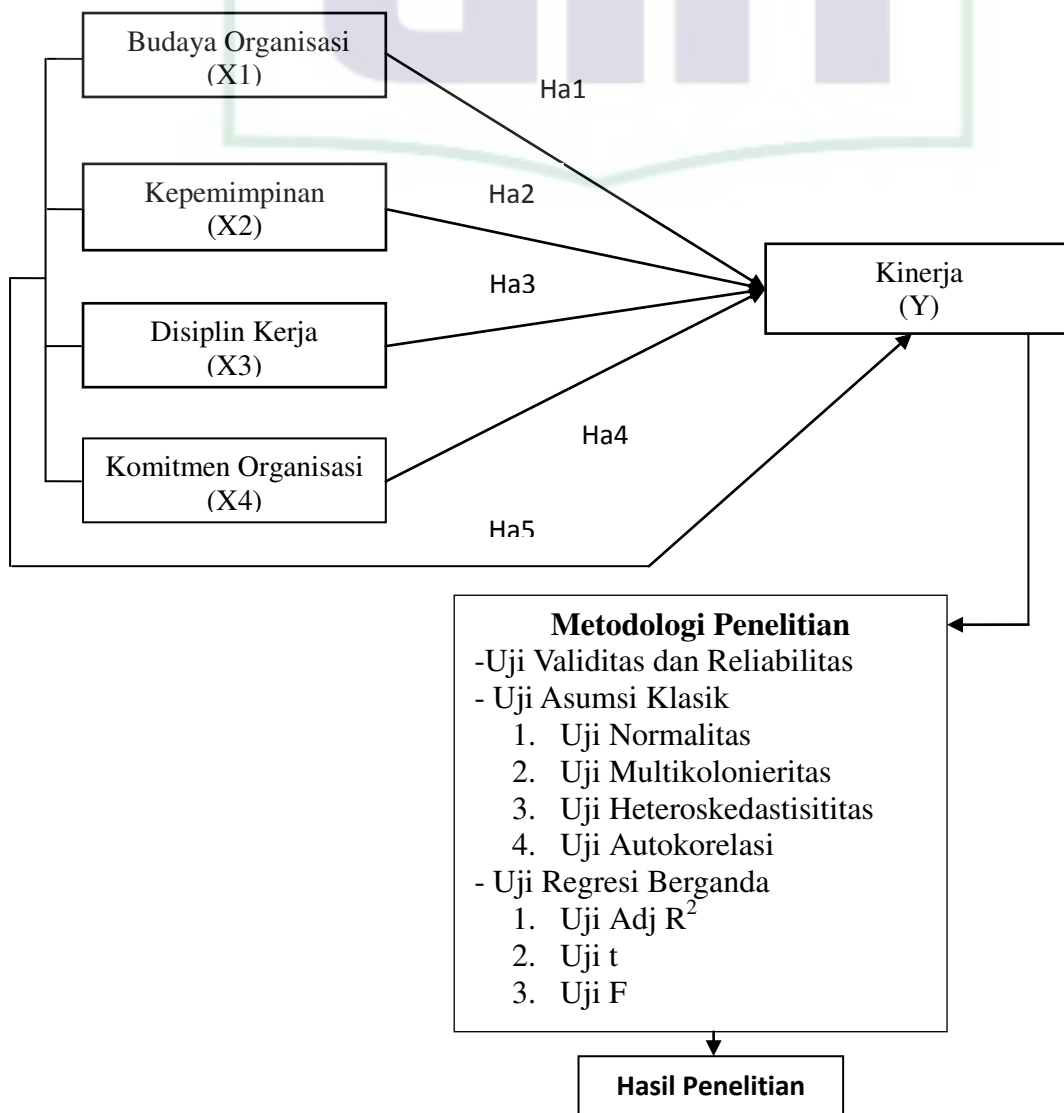 Budaya Organisasi
(X1)
Ha1
Kepemimpinan
(X2)
Ha2
Ha3
Kinerja
(Y)
Disiplin Kerja
(X3)
Ha4
Komitmen Organisasi
(X4)
Ha5
Metodologi Penelitian
-Uji Validitas dan Reliabilitas
- Uji Asumsi Klasik
1. Uji Normalitas
2. Uji Multikolonieritas
3. Uji Heteroskedastisititas
4. Uji Autokorelasi
- Uji Regresi Berganda
1. Uji Adj R²
2. Uji t
3. Uji F
Hasil Penelitian